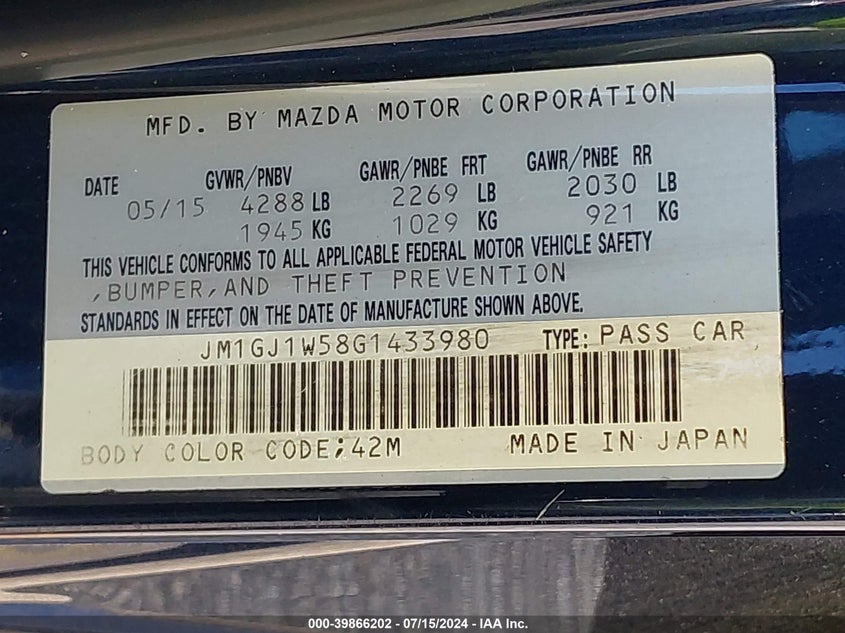 MFD. BY MAZDA MOTOR CORPORATION
DATE GVWR/PNBV GAWR/PNBE FRT GAWR/PNBE RR
05/15 4288 LB 2269 LB 2030 LB
1945 KG 1029 KG 921 KG
THIS VEHICLE CONFORMS TO ALL APPLICABLE FEDERAL MOTOR VEHICLE SAFETY
,BUMPER,AND THEFT PREVENTION
STANDARDS IN EFFECT ON THE DATE OF MANUFACTURE SHOWN ABOVE.
JM1GJ1W58G1433980 TYPE: PASS CAR
BODY COLOR CODE;42M MADE IN JAPAN
000-39866202 - 07/15/2024 - IAA Inc.